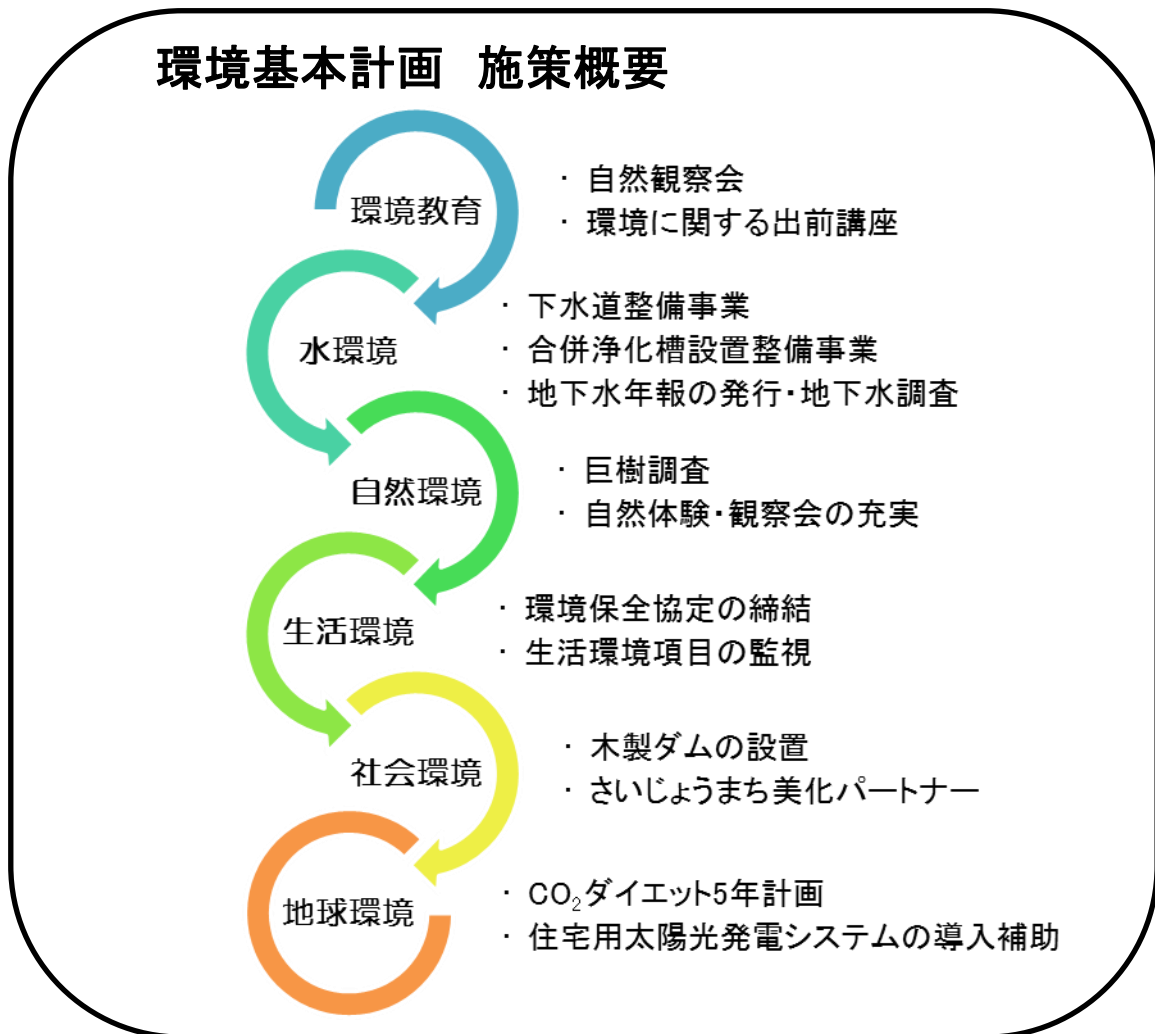 環境基本計画　施策概要
環境教育
・ 自然観察会
・ 環境に関する出前講座
水環境
・ 下水道整備事業
・ 合併浄化槽設置整備事業
・ 地下水年報の発行・地下水調査
自然環境
・ 巨樹調査
・ 自然体験・観察会の充実
生活環境
・ 環境保全協定の締結
・ 生活環境項目の監視
社会環境
・ 木製ダムの設置
・ さいじょうまち美化パートナー
地球環境
・ CO₂ダイエット5年計画
・ 住宅用太陽光発電システムの導入補助